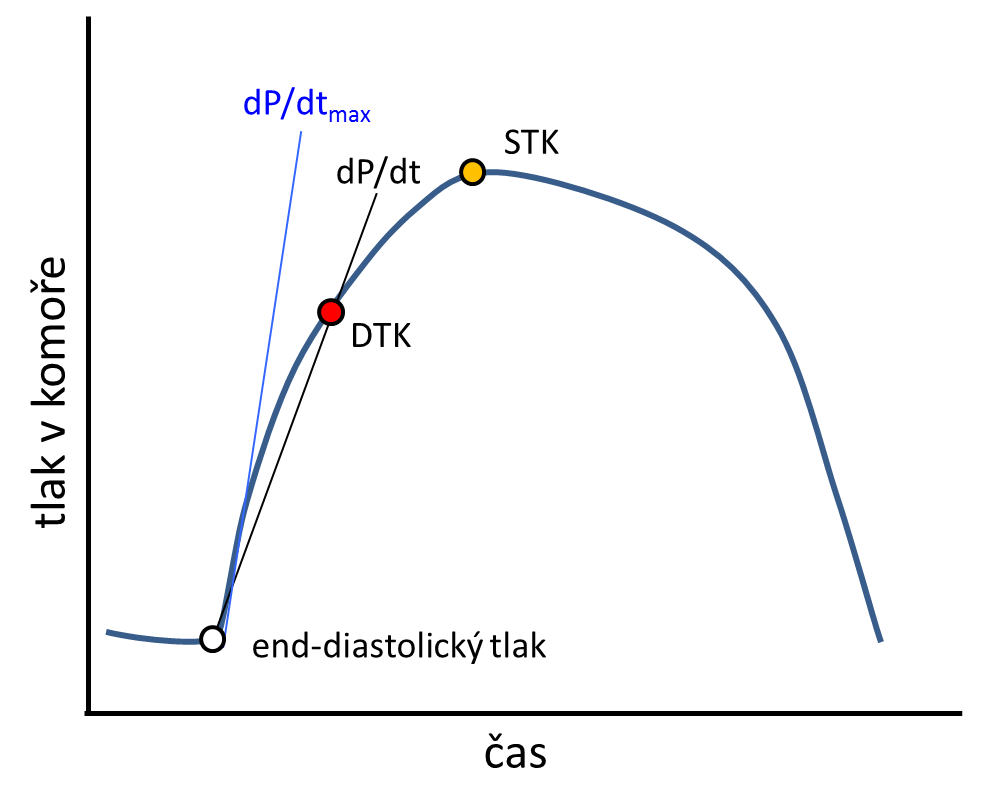 dP/dtmax
STK
dP/dt
DTK
tlak v komoře
end-diastolický tlak
čas